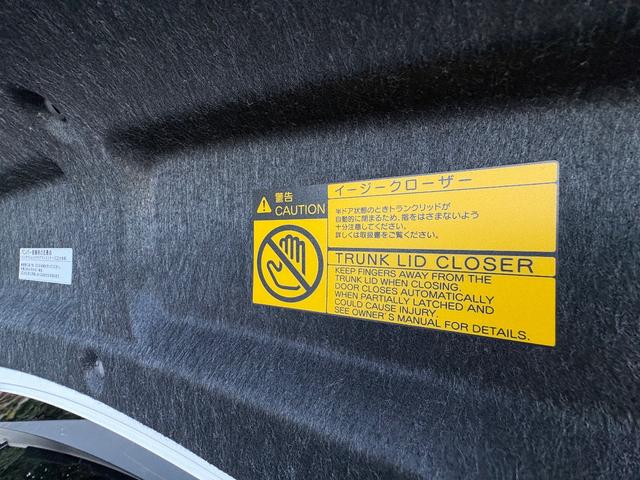 警告
CAUTION
イージークローザー
半ドア状態のときトランクリッドが
自動的に閉まるため、指をはさまないよう
十分注意してください。
詳しくは取扱書をご覧ください。
TRUNK LID CLOSER
KEEP FINGERS AWAY FROM THE
TRUNK LID WHEN CLOSING.
DOOR CLOSES AUTOMATICALLY
WHEN PARTIALLY LATCHED AND
COULD CAUSE INJURY.
SEE OWNER'S MANUAL FOR DETAILS.